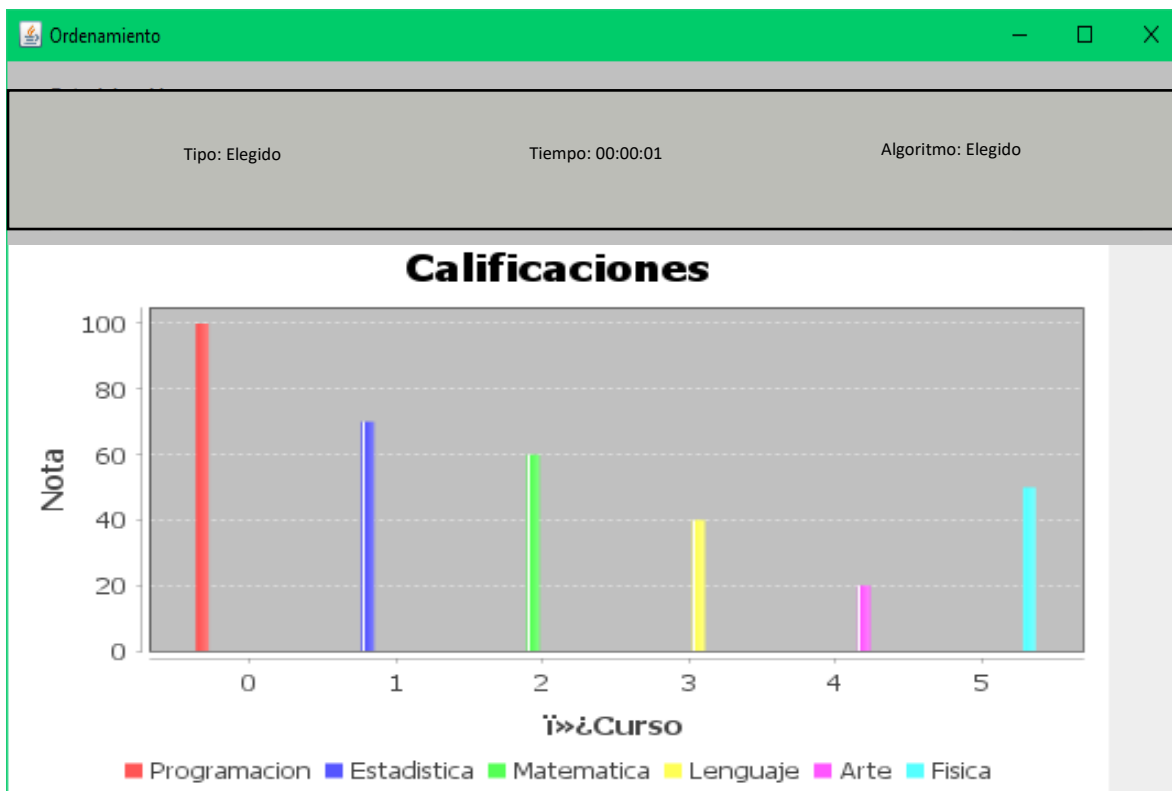 Ordenamiento
Tipo: Elegido Tiempo: 00:00:01 Algoritmo: Elegido
Calificaciones
100
80
60
40
20
0
Nota
0 1 2 3 4 5
ï»¿Curso
Programacion Estadistica Matematica Lenguaje Arte Fisica